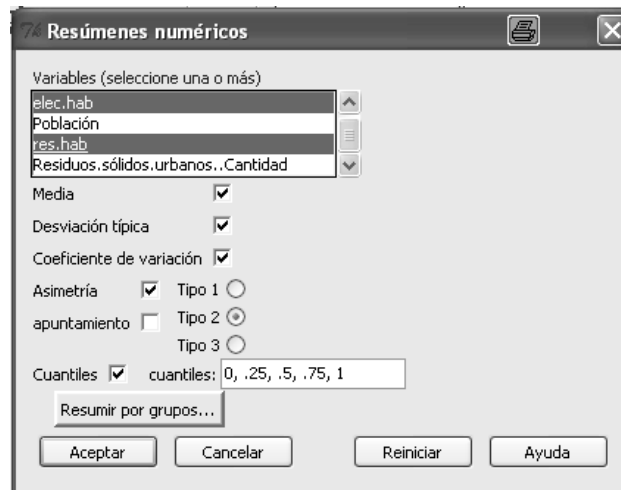 Resúmenes numéricos
Variables (seleccione una o más)
elec.hab
Población
res.hab
Residuos.sólidos.urbanos..Cantidad
Media
Desviación típica
Coeficiente de variación
Asimetría Tipo 1
apuntamiento Tipo 2
Tipo 3
Cuantiles cuantiles: 0, .25, .5, .75, 1
Resumir por grupos...
Aceptar Cancelar Reiniciar Ayuda